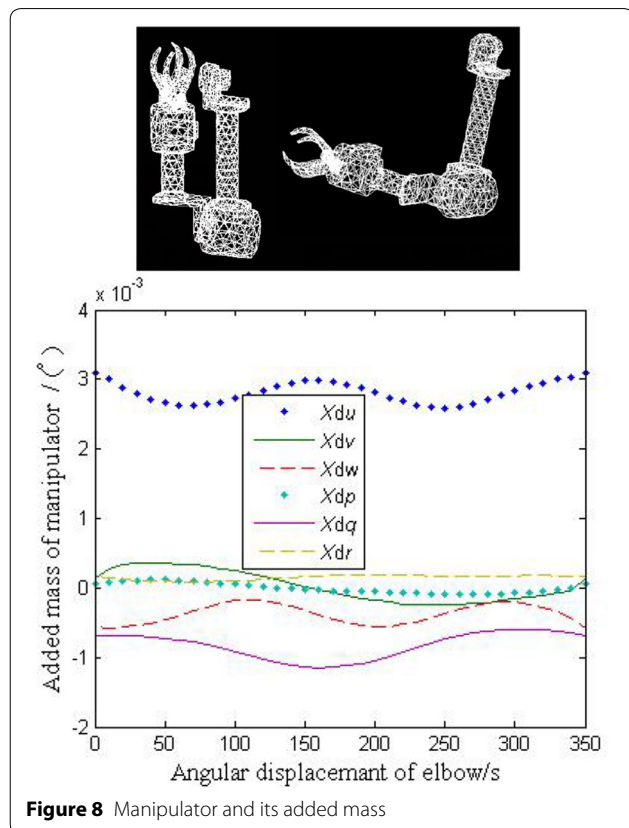 × 10⁻³
4
3
2
1
0
-1
-2
Added mass of manipulator /(°)
Xdu
Xdv
Xdw
Xdp
Xdq
Xdr
0 50 100 150 200 250 300 350
Angular displacemant of elbow/s
Figure 8 Manipulator and its added mass